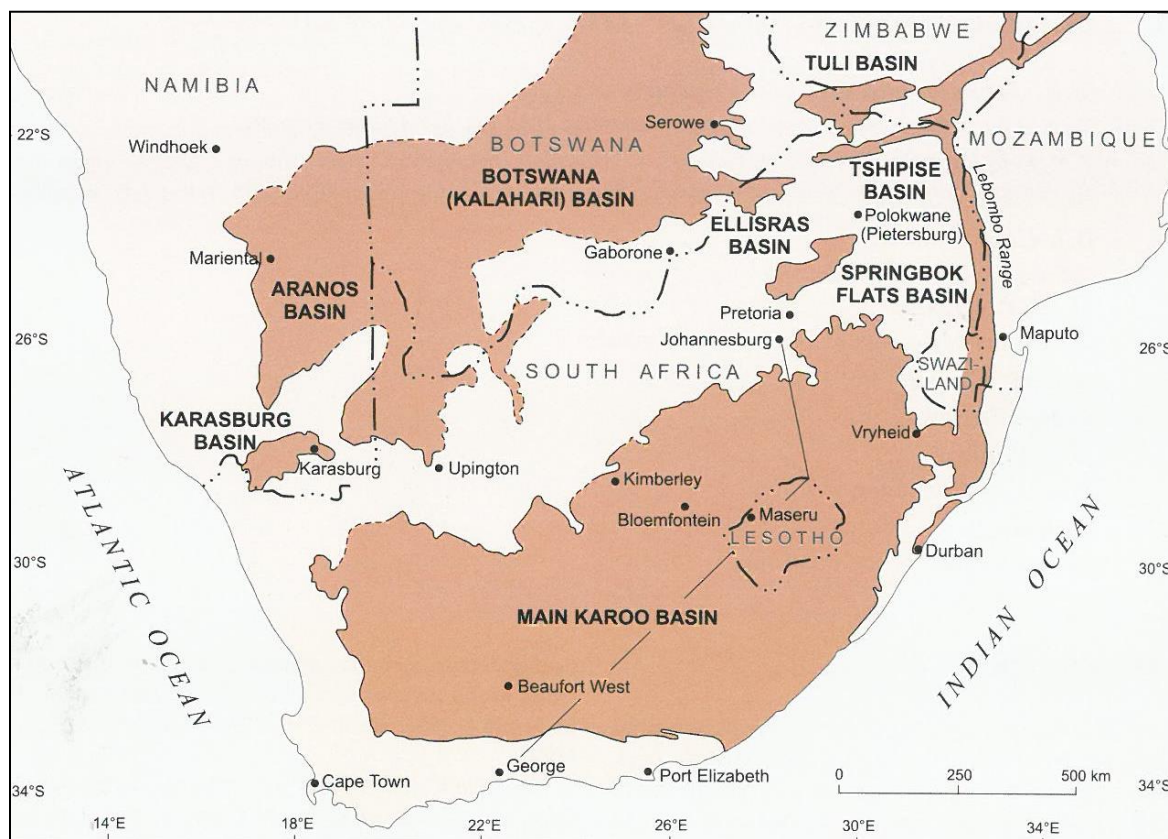 ZIMBABWE
TULI BASIN
NAMIBIA
Serowe
22°S
22°S
Windhoek
BOTSWANA
MOZAMBIQUE
BOTSWANA
(KALAHARI) BASIN
TSHIPISE
BASIN
Lebombo Range
ELLISRAS
BASIN
Polokwane
(Pietersburg)
Mariental
Gaborone
ARANOS
BASIN
SPRINGBOK
FLATS BASIN
Pretoria
26°S
Johannesburg
Maputo
26°S
SOUTH AFRICA
SWAZI-
LAND
KARASBURG
BASIN
Vryheid
Karasburg
Upington
Kimberley
ATLANTIC OCEAN
Bloemfontein
Maseru
LESOTHO
Durban
30°S
30°S
INDIAN OCEAN
MAIN KAROO BASIN
Beaufort West
George
Port Elizabeth
Cape Town
0 250 500 km
34°S
34°S
14°E 18°E 22°E 26°E 30°E 34°E